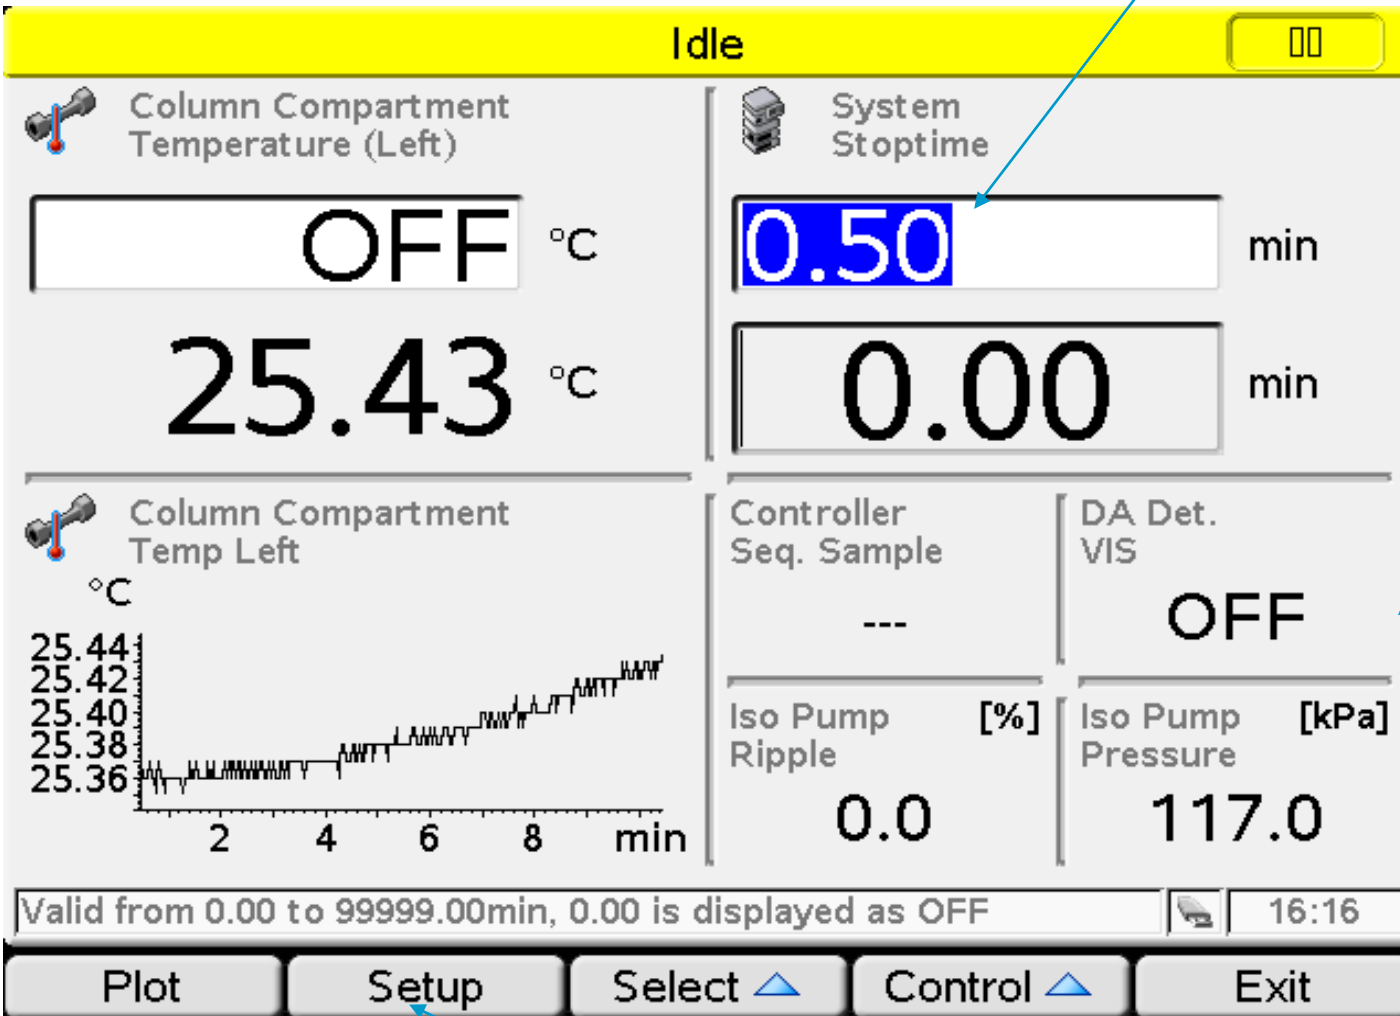 Idle
Column Compartment
Temperature (Left)
OFF °C
25.43 °C
System
Stoptime
0.50 min
0.00 min
Column Compartment
Temp Left
°C
25.44
25.42
25.40
25.38
25.36
2 4 6 8 min
Controller
Seq. Sample
---
DA Det.
VIS
OFF
Iso Pump [%]
Ripple
0.0
Iso Pump [kPa]
Pressure
117.0
Valid from 0.00 to 99999.00min, 0.00 is displayed as OFF
16:16
Plot Setup Select Control Exit